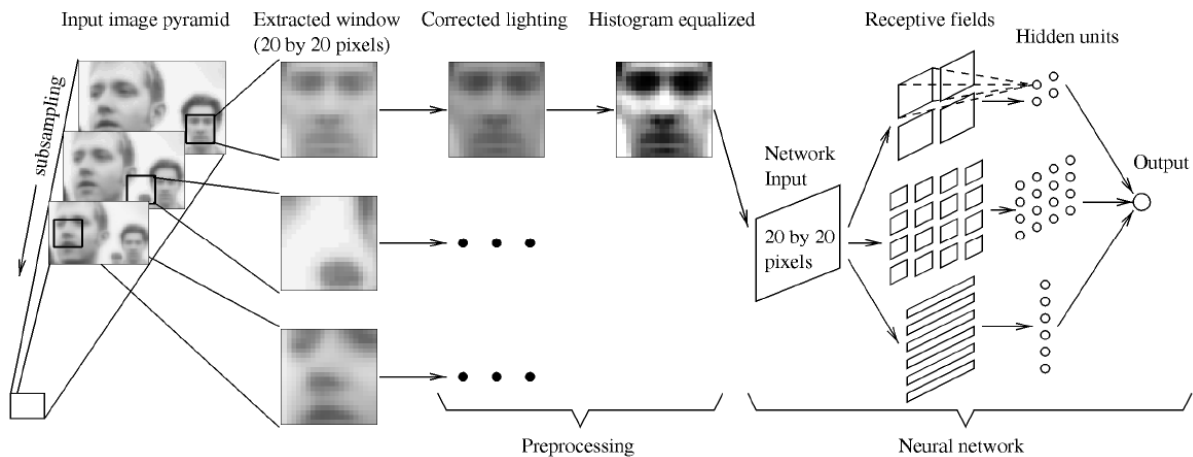 Input image pyramid
Extracted window
(20 by 20 pixels)
Corrected lighting
Histogram equalized
Receptive fields
Hidden units
subsampling
Network
Input
20 by 20
pixels
Output
Preprocessing
Neural network